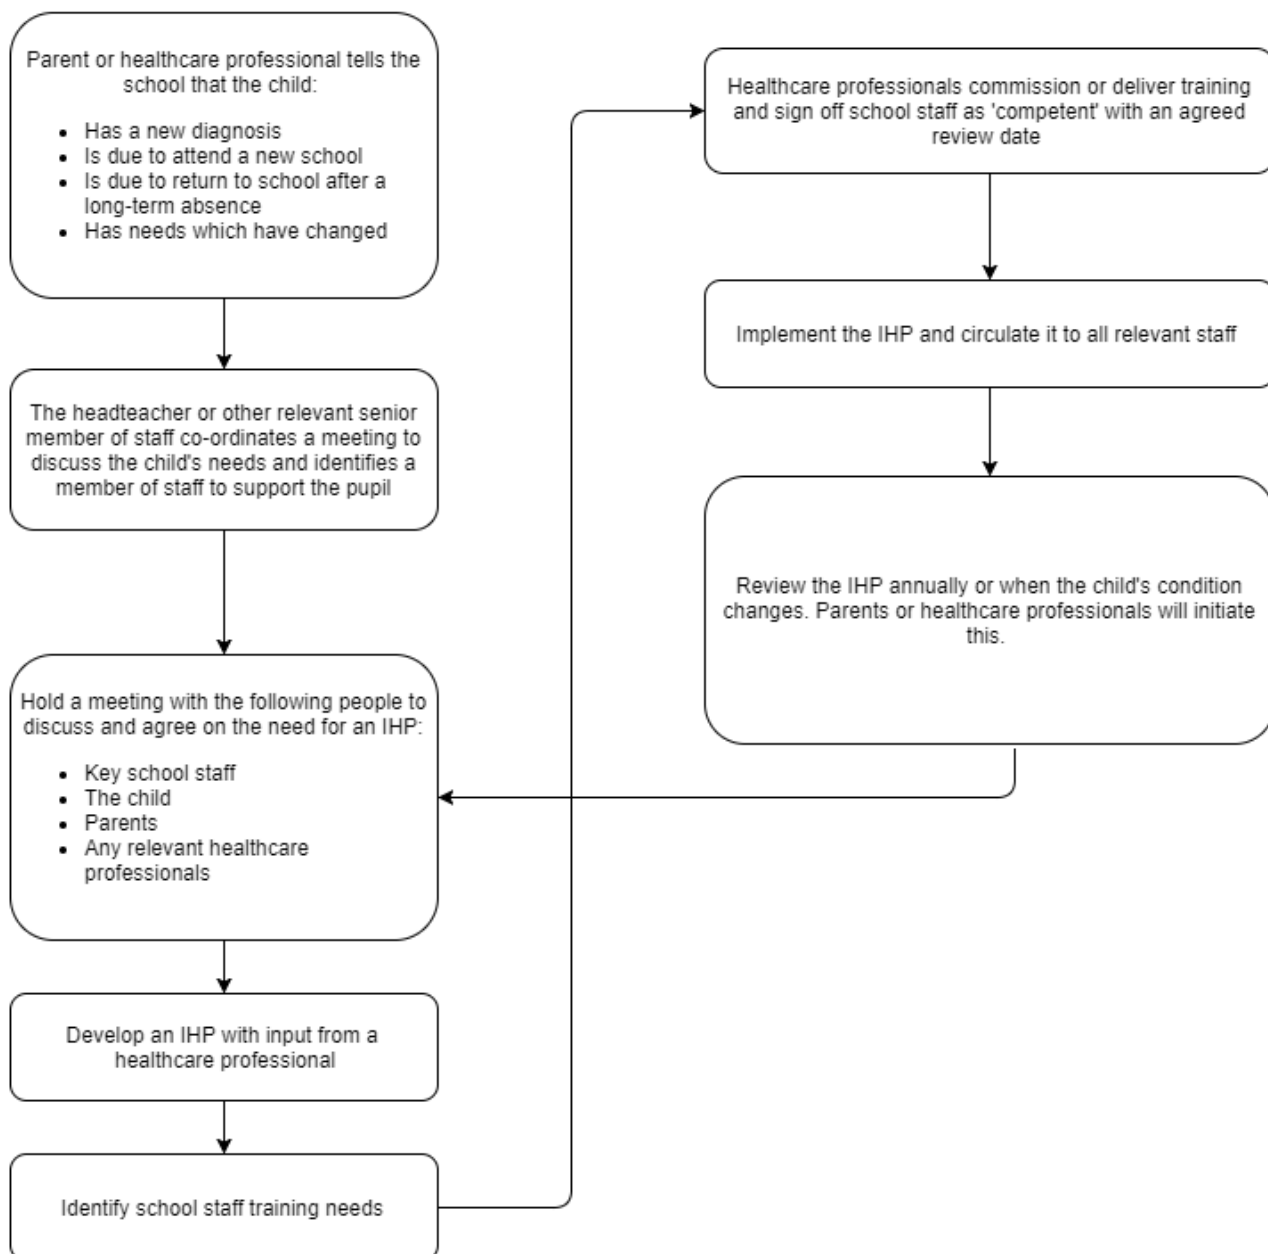 Parent or healthcare professional tells the
school that the child:
• Has a new diagnosis
• Is due to attend a new school
• Is due to return to school after a
long-term absence
• Has needs which have changed
The headteacher or other relevant senior
member of staff co-ordinates a meeting to
discuss the child's needs and identifies a
member of staff to support the pupil
Hold a meeting with the following people to
discuss and agree on the need for an IHP:
• Key school staff
• The child
• Parents
• Any relevant healthcare
professionals
Develop an IHP with input from a
healthcare professional
Identify school staff training needs
Healthcare professionals commission or deliver training
and sign off school staff as 'competent' with an agreed
review date
Implement the IHP and circulate it to all relevant staff
Review the IHP annually or when the child's condition
changes. Parents or healthcare professionals will initiate
this.